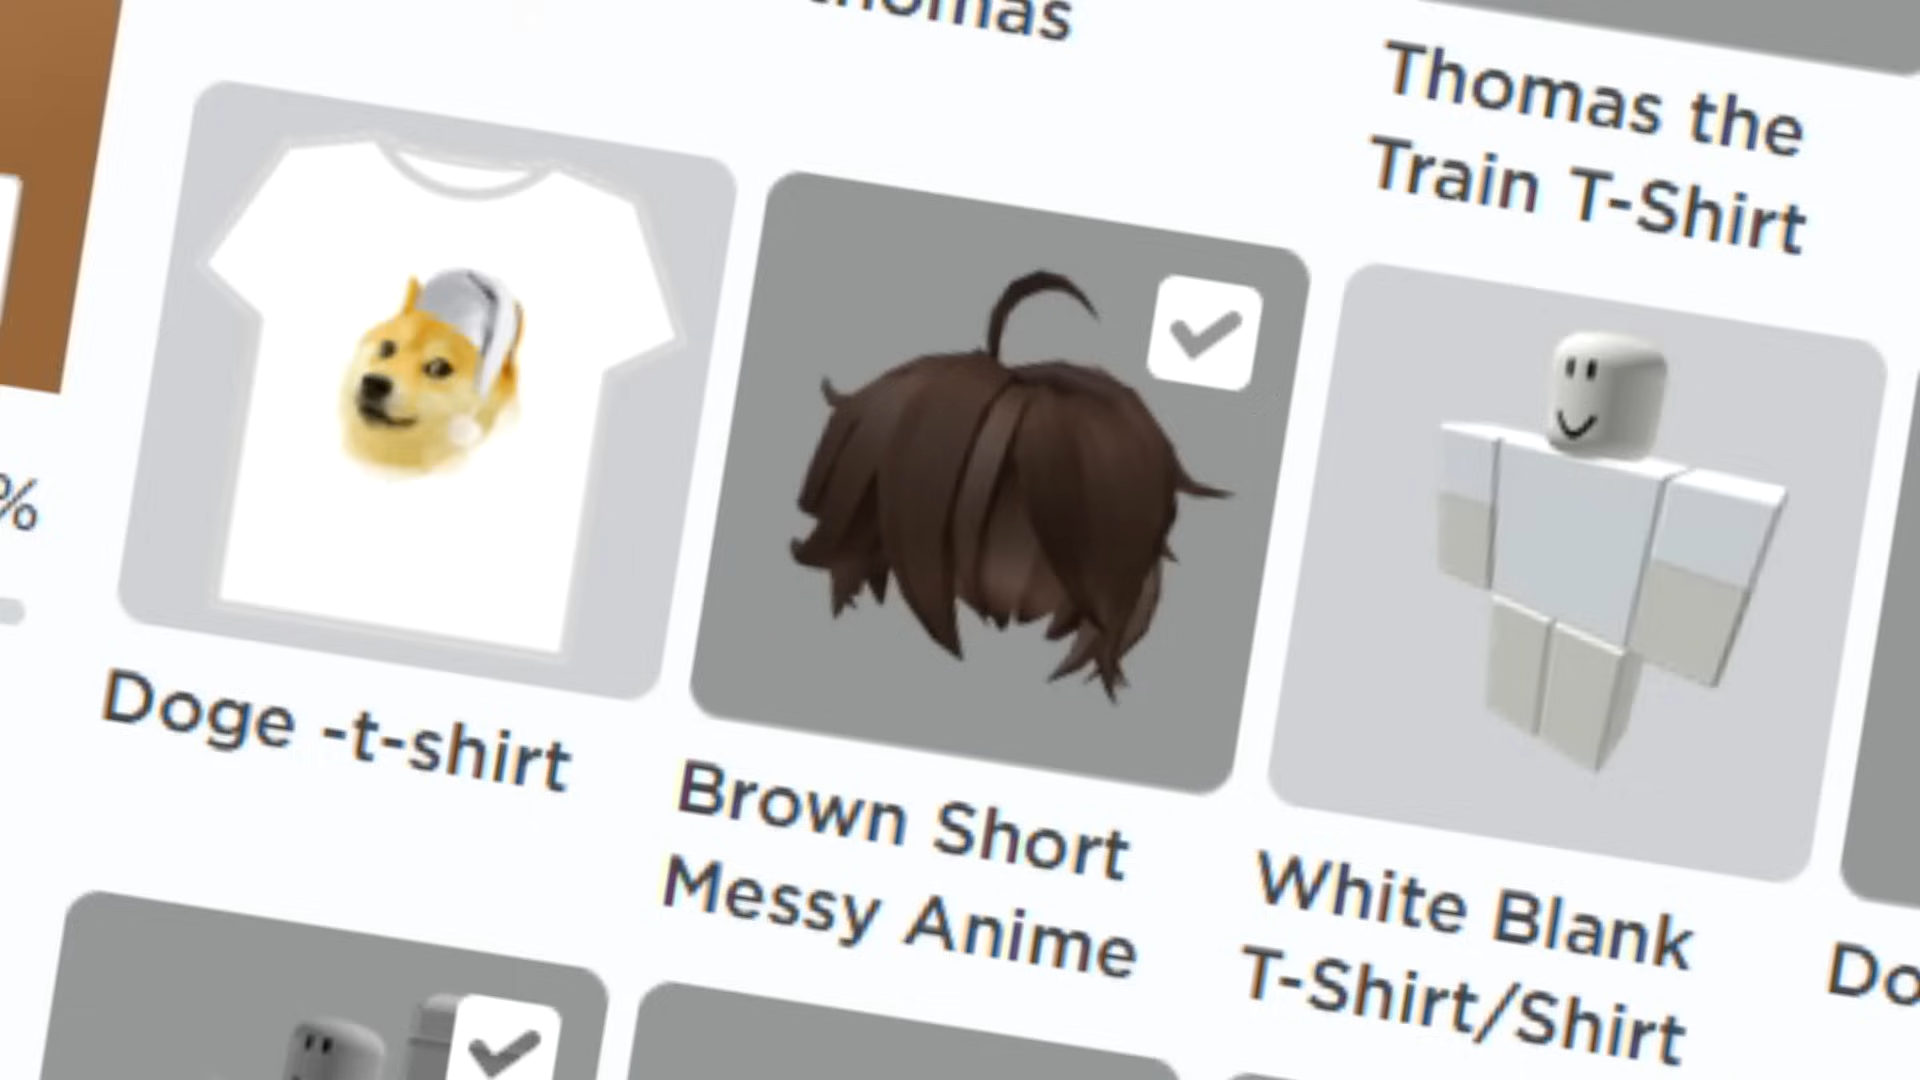 Thomas the
Train T-Shirt
%
Doge -t-shirt
Brown Short
Messy Anime
White Blank
T-Shirt/Shirt